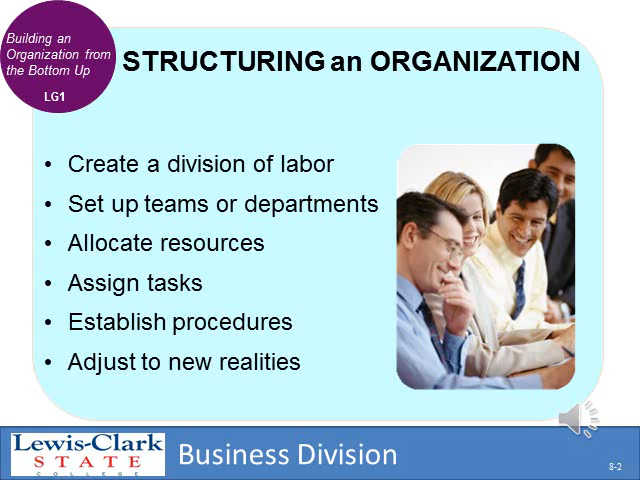 Building an
Organization from
the Bottom Up
LG1
STRUCTURING an ORGANIZATION
• Create a division of labor
• Set up teams or departments
• Allocate resources
• Assign tasks
• Establish procedures
• Adjust to new realities
Lewis-Clark
STATE
COLLEGE
Business Division
8-2